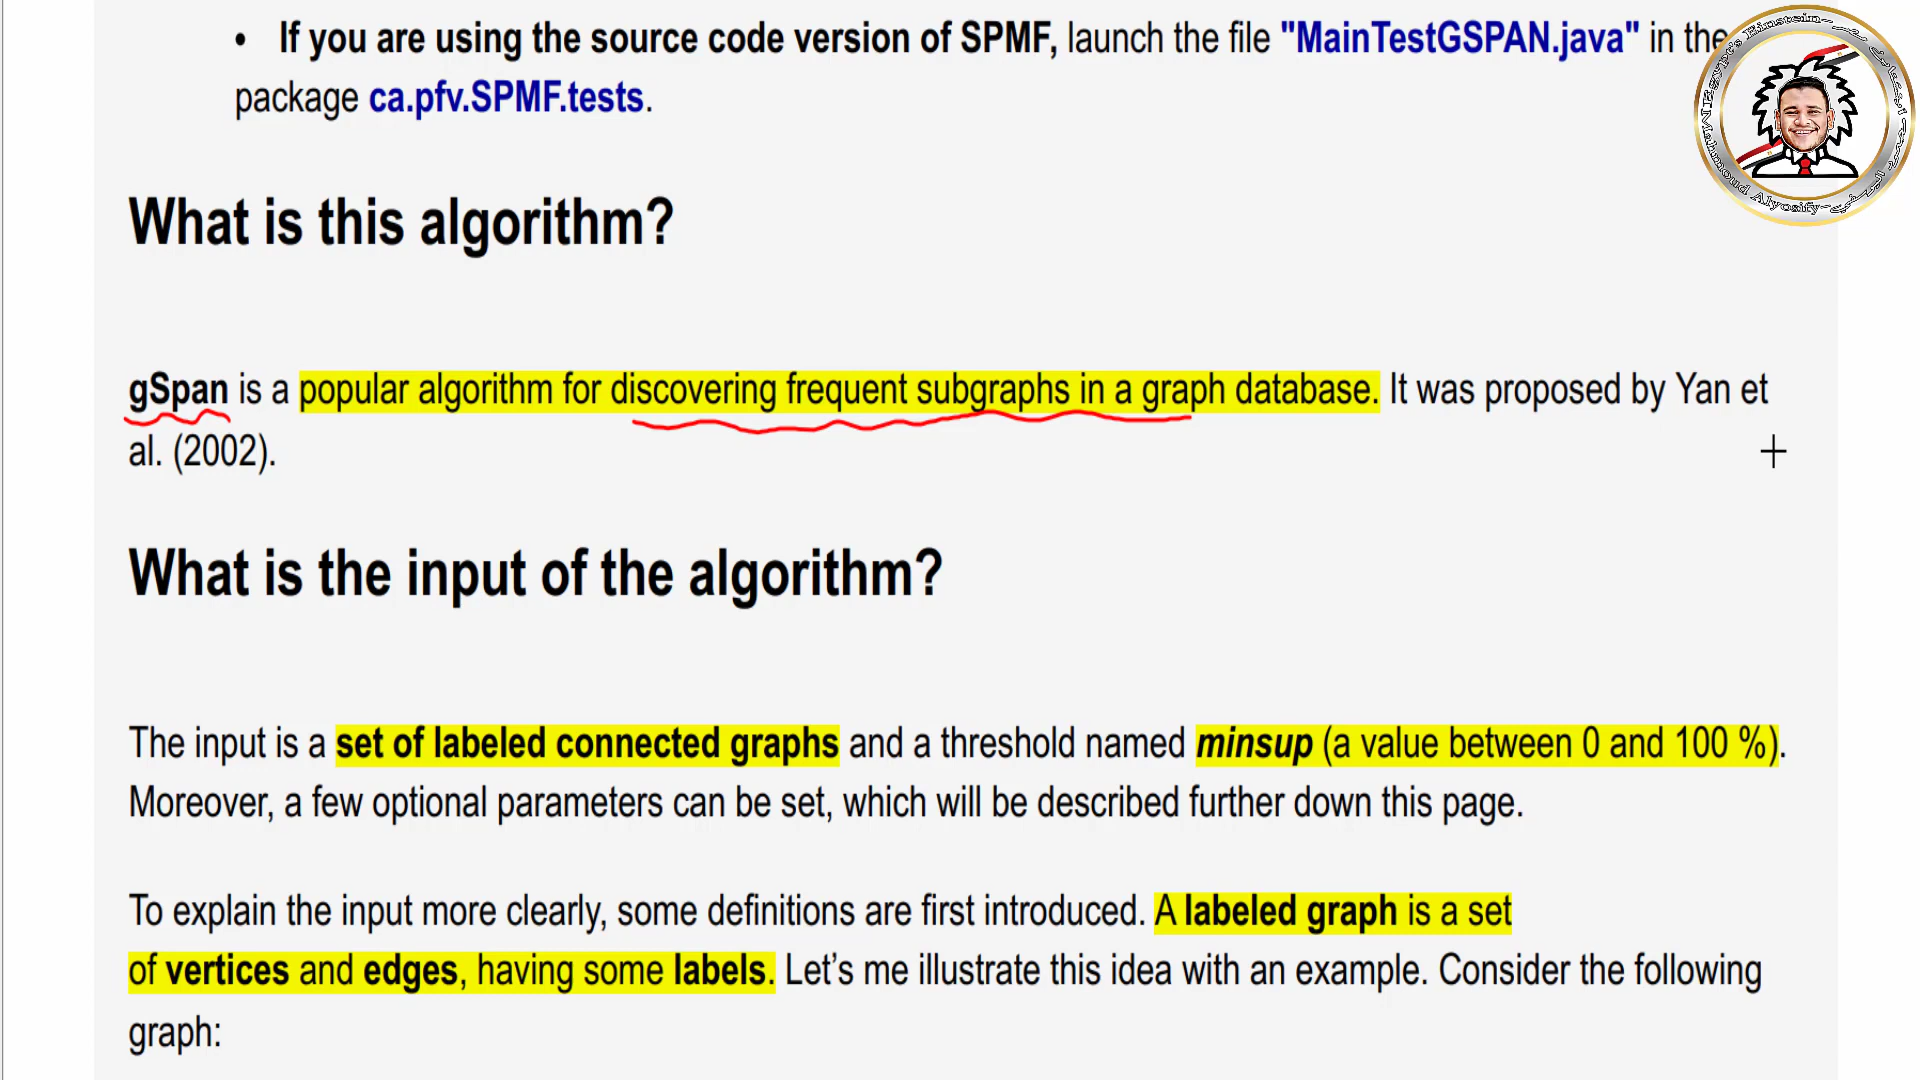 • If you are using the source code version of SPMF, launch the file "MainTestGSPAN.java" in the
package ca.pfv.SPMF.tests.
What is this algorithm?
gSpan is a popular algorithm for discovering frequent subgraphs in a graph database. It was proposed by Yan et
al. (2002).
What is the input of the algorithm?
The input is a set of labeled connected graphs and a threshold named minsup (a value between 0 and 100 %).
Moreover, a few optional parameters can be set, which will be described further down this page.
To explain the input more clearly, some definitions are first introduced. A labeled graph is a set
of vertices and edges, having some labels. Let’s me illustrate this idea with an example. Consider the following
graph:
Mahmoud Alyosify
Egypt's Einstein